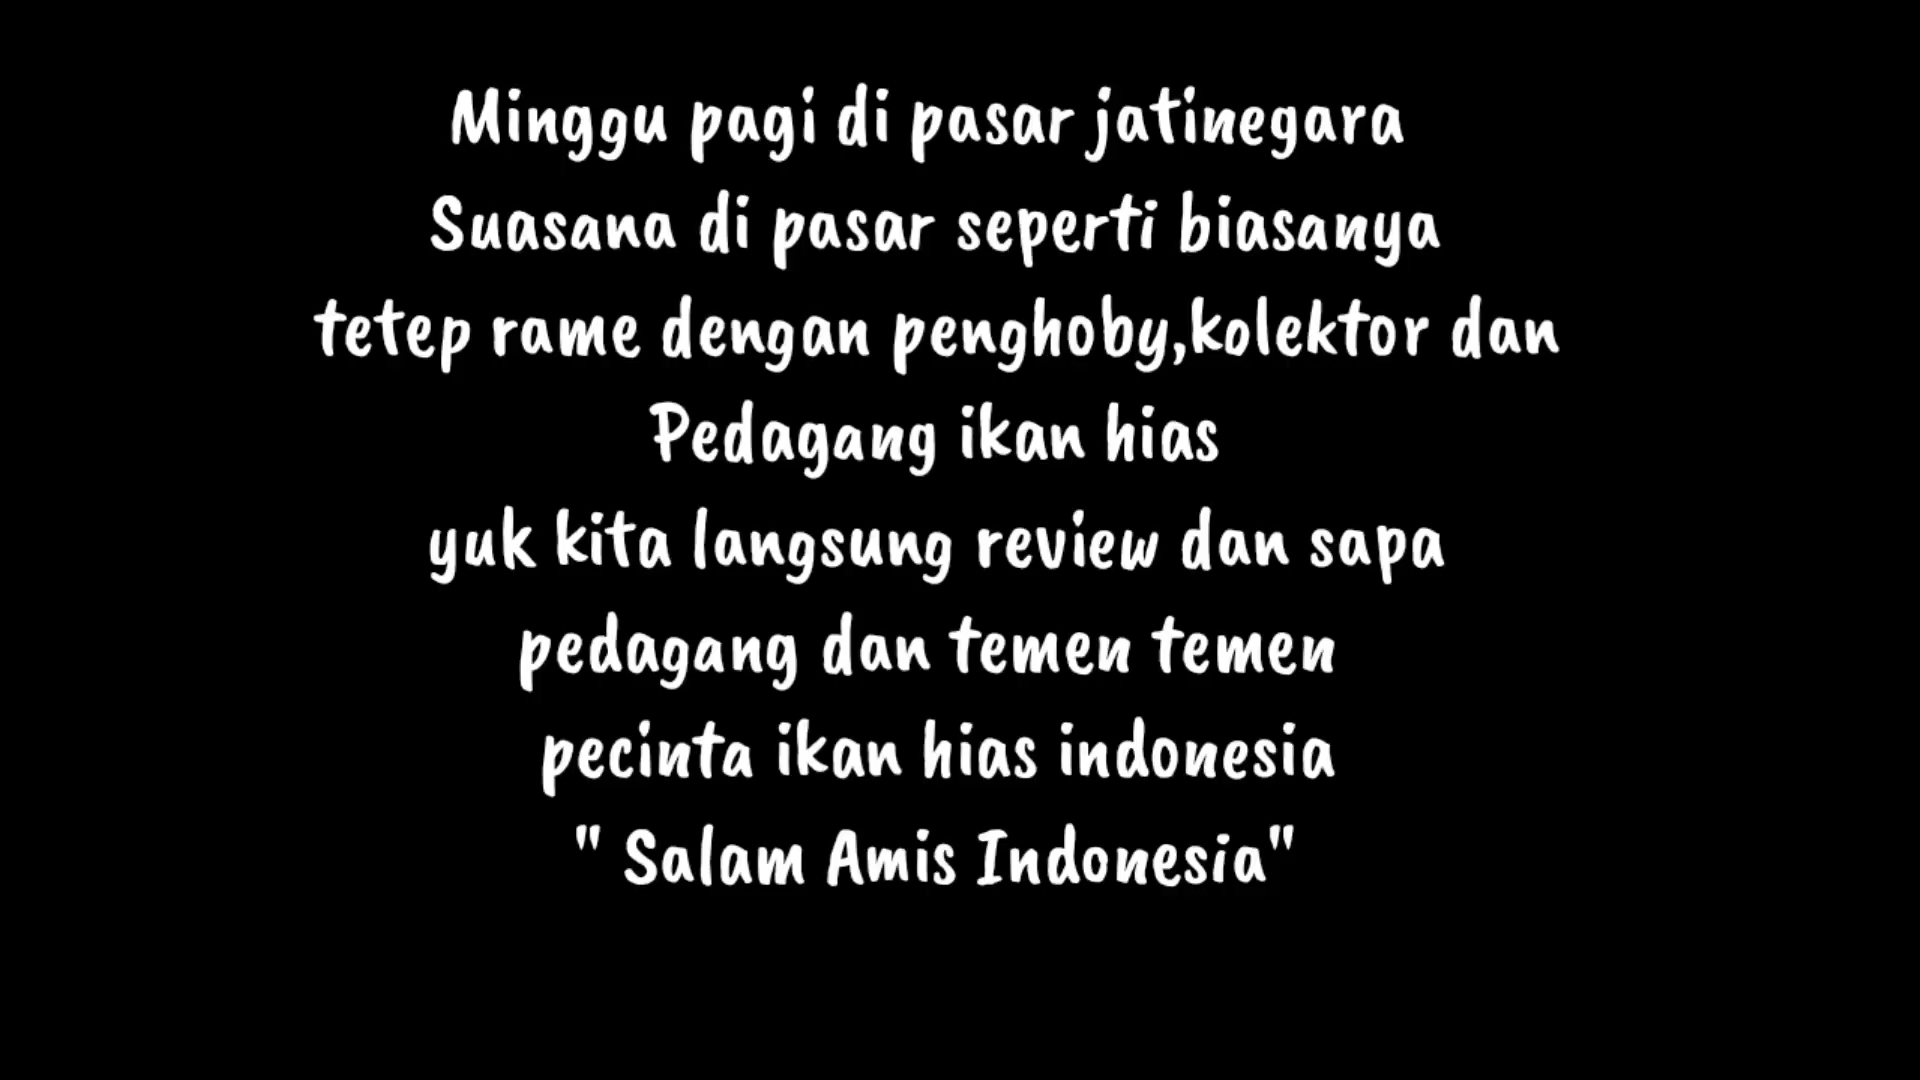 Minggu pagi di pasar jatinegara
Suasana di pasar seperti biasanya
tetep rame dengan penghoby,kolektor dan
Pedagang ikan hias
yuk kita langsung review dan sapa
pedagang dan temen temen
pecinta ikan hias indonesia
" Salam Amis Indonesia"